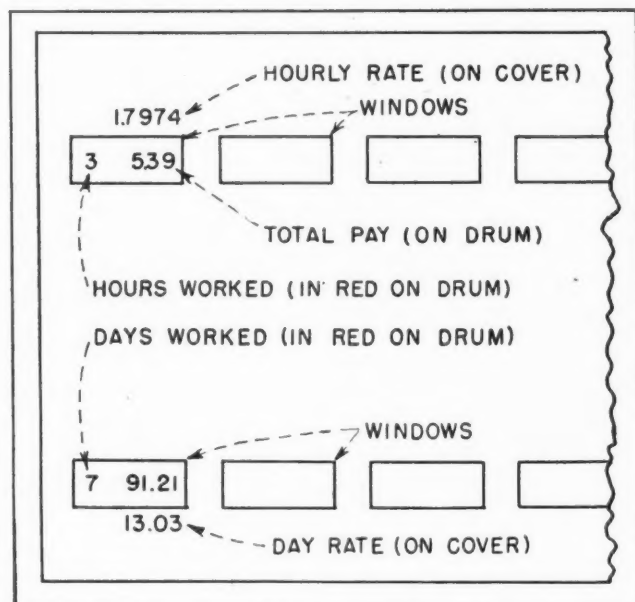 HOURLY RATE (ON COVER)
1.7974
WINDOWS
3 5.39
TOTAL PAY (ON DRUM)
HOURS WORKED (IN RED ON DRUM)
DAYS WORKED (IN RED ON DRUM)
WINDOWS
7 91.21
13.03
DAY RATE (ON COVER)